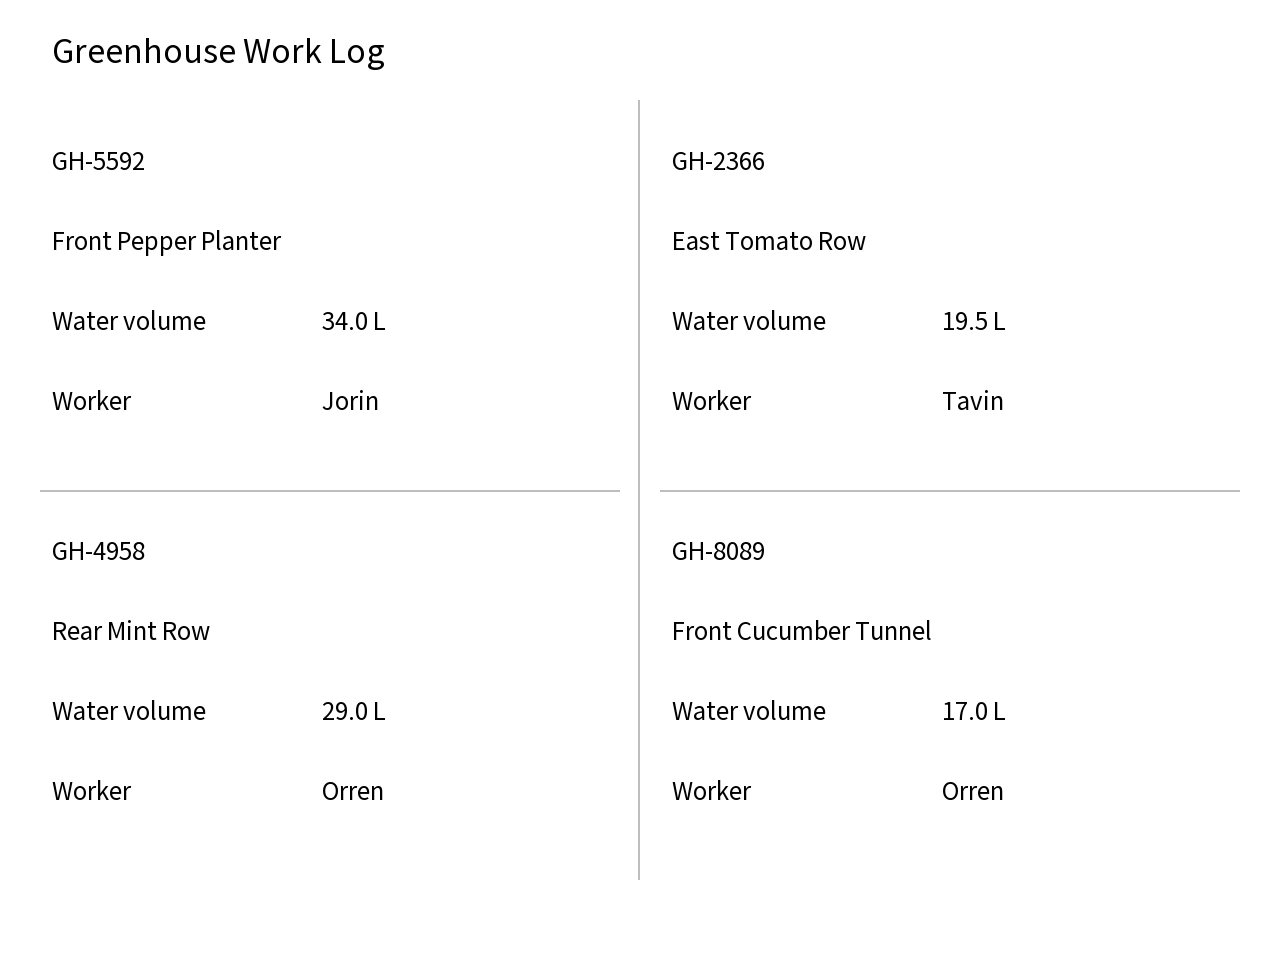 Greenhouse Work Log
GH-5592
Front Pepper Planter
Water volume 34.0 L
Worker Jorin
GH-2366
East Tomato Row
Water volume 19.5 L
Worker Tavin
GH-4958
Rear Mint Row
Water volume 29.0 L
Worker Orren
GH-8089
Front Cucumber Tunnel
Water volume 17.0 L
Worker Orren